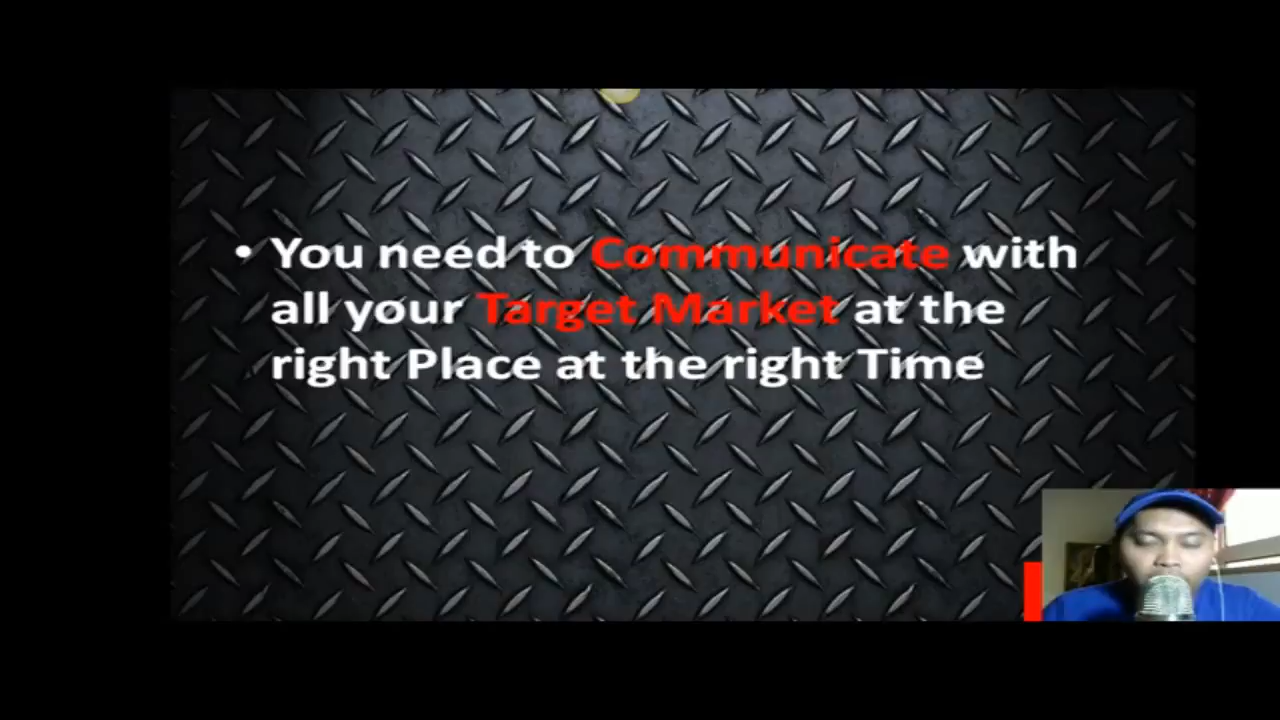 • You need to Communicate with
all your Target Market at the
right Place at the right Time